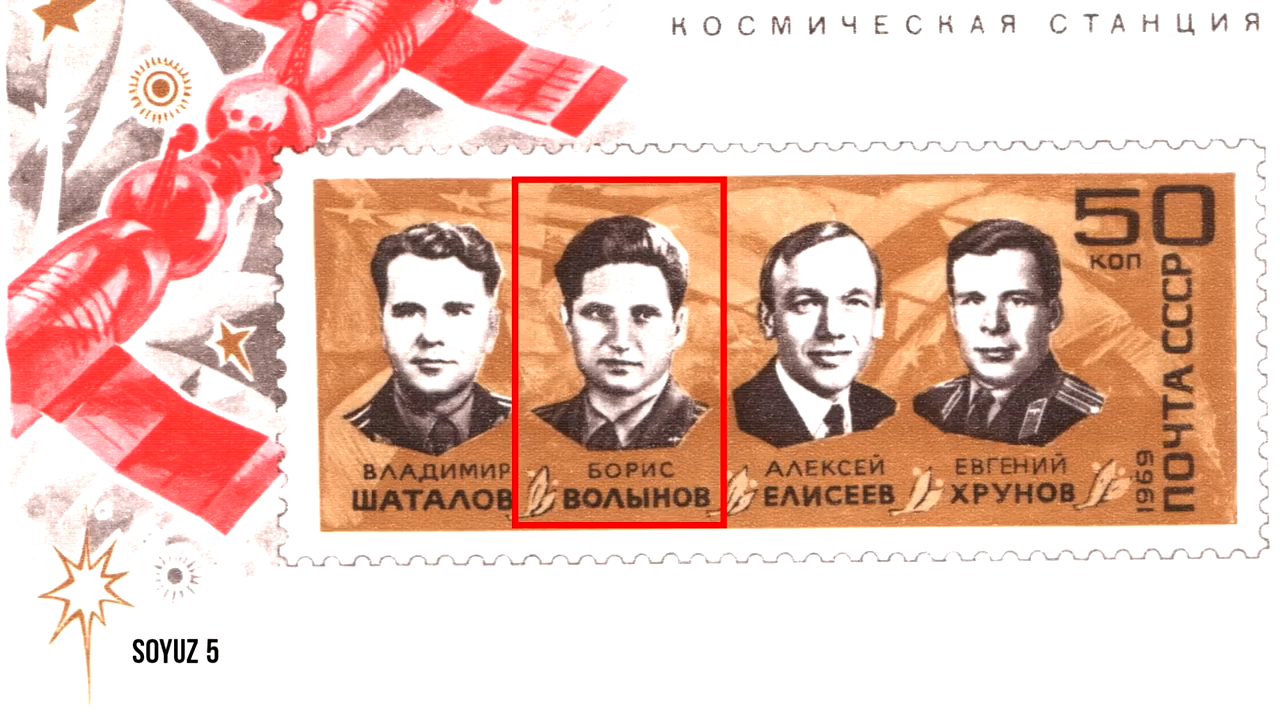 КОСМИЧЕСКАЯ СТАНЦИЯ
50
КОП
ВЛАДИМИР
ШАТАЛОВ
БОРИС
ВОЛЫНОВ
АЛЕКСЕЙ
ЕЛИСЕЕВ
ЕВГЕНИЙ
ХРУНОВ
1969
ПОЧТА СССР
SOYUZ 5